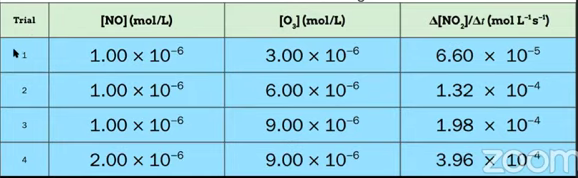 Trial [NO] (mol/L) [O₃] (mol/L) Δ[NO₂]/Δt (mol L⁻¹s⁻¹)
1 1.00 × 10⁻⁶ 3.00 × 10⁻⁶ 6.60 × 10⁻⁵
2 1.00 × 10⁻⁶ 6.00 × 10⁻⁶ 1.32 × 10⁻⁴
3 1.00 × 10⁻⁶ 9.00 × 10⁻⁶ 1.98 × 10⁻⁴
4 2.00 × 10⁻⁶ 9.00 × 10⁻⁶ 3.96 × 10⁻⁴
zoom